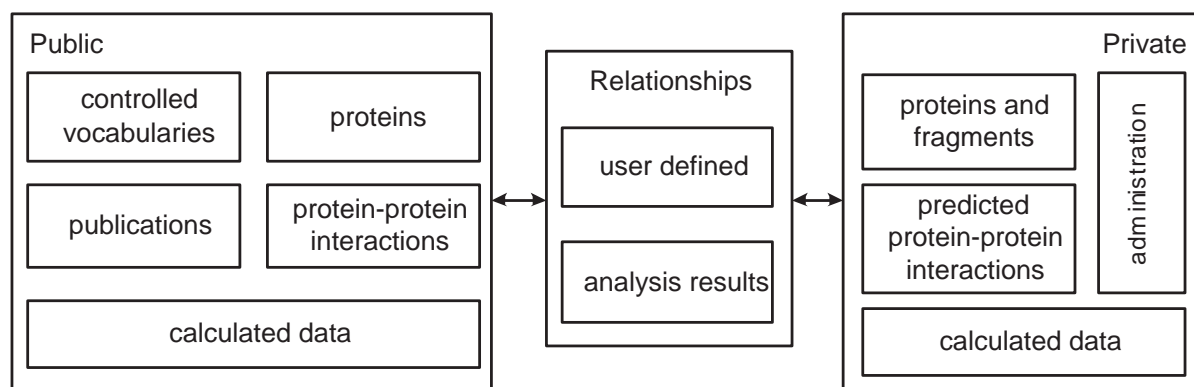 Public
controlled
vocabularies
proteins
publications
protein-protein
interactions
calculated data
Relationships
user defined
analysis results
Private
proteins and
fragments
predicted
protein-protein
interactions
administration
calculated data